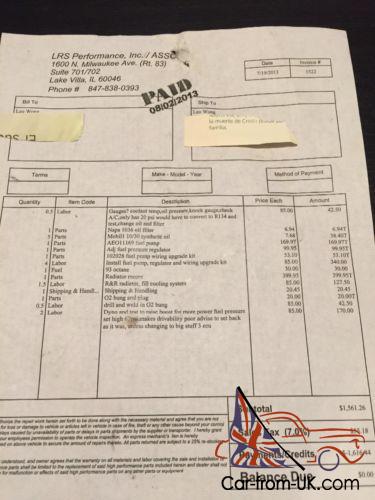 LRS Performance, Inc. / ASSC
1600 N. Milwaukee Ave. (Rt. 83)
Suite 701/702
Lake Villa, IL 60046
Phone # 847-838-0393
PAID
08/02/2013
Date
Invoice #
7/19/2013
1522
Bill To
Ship To
la muerte de
familia.
Terms
Make - Model - Year
Method of Payment
Quantity Item Code Description Price Each Amount
0.5 Labor Gauges? coolant temp, oil pressure, knock gauge, check 85.00 42.50
A/C, only has 20 psi would have to convert to R134 and
test, change oil and filter
1 Parts Napa 1036 oil filter 6.94 6.94T
5 Parts Mobil1 10/30 synthetic oil 7.68 38.40T
1 Parts AEO1169 fuel pump 169.97 169.97T
1 Parts Adj fuel pressure regulator 99.95 99.95T
1 Parts 102028 fuel pump wiring upgrade kit 53.10 53.10T
4 Labor Install fuel pump, regulator and wiring upgrade kit 85.00 340.00
1 Fuel 93 octane 30.00 30.00
1 Parts Radiator 399.95 399.95T
1.5 Labor R&R radiator, fill cooling system 85.00 127.50
1 Shipping & Handl... Shipping & Handling 20.45 20.45
1 Parts O2 bung and plug 20.00 20.00T
0.5 Labor drill and weld in O2 bung 85.00 42.50
2 Labor Dyno and test to raise boost for more power fuel pressure 85.00 170.00
set high makes drivability poor advise to set back
as it was, unless changing to big stuff 3 ecu
Subtotal $1,561.26
Sales Tax (7.0%)
Payments/Credits
Balance Due $0.00
Car-from-uk.com